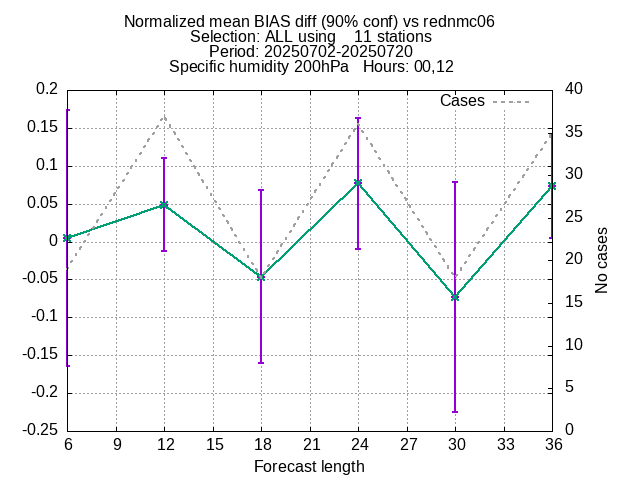 Normalized mean BIAS diff (90% conf) vs rednmc06
Selection: ALL using    11 stations
Period: 20250702-20250720
Specific humidity 200hPa   Hours: 00,12
Cases
0.2
0.15
0.1
0.05
0
-0.05
-0.1
-0.15
-0.2
-0.25
40
35
30
25
20
15
10
5
0
No cases
6 9 12 15 18 21 24 27 30 33 36
Forecast length